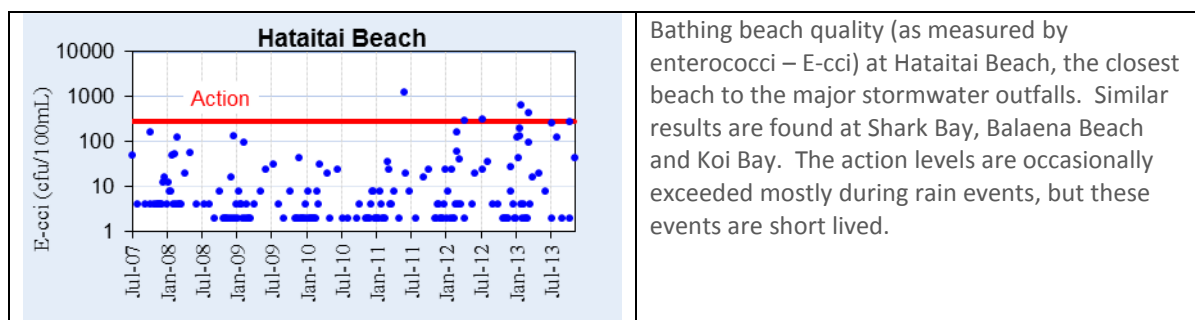 Hataitai Beach
10000
1000
100
10
1
E-cci (cfu/100mL)
Action
Jul-07
Jan-08
Jul-08
Jan-09
Jul-09
Jan-10
Jul-10
Jan-11
Jul-11
Jan-12
Jul-12
Jan-13
Jul-13
Bathing beach quality (as measured by
enterococci – E-cci) at Hataitai Beach, the closest
beach to the major stormwater outfalls.  Similar
results are found at Shark Bay, Balaena Beach
and Koi Bay.  The action levels are occasionally
exceeded mostly during rain events, but these
events are short lived.